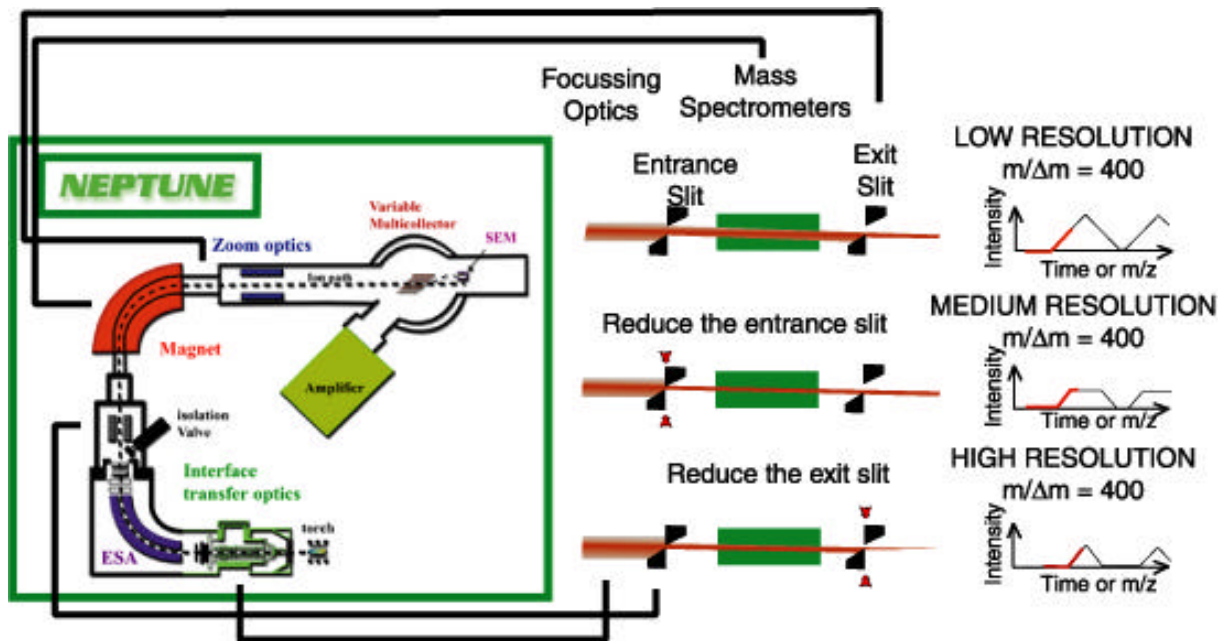 NEPTUNE
Variable
Multicollector
SEM
Zoom optics
Ion path
Magnet
Amplifier
isolation
Valve
Interface
transfer optics
torch
ESA
Focussing
Optics
Mass
Spectrometers
Entrance
Slit
Exit
Slit
LOW RESOLUTION
m/Δm = 400
Intensity
Time or m/z
Reduce the entrance slit
MEDIUM RESOLUTION
m/Δm = 400
Intensity
Time or m/z
Reduce the exit slit
HIGH RESOLUTION
m/Δm = 400
Intensity
Time or m/z